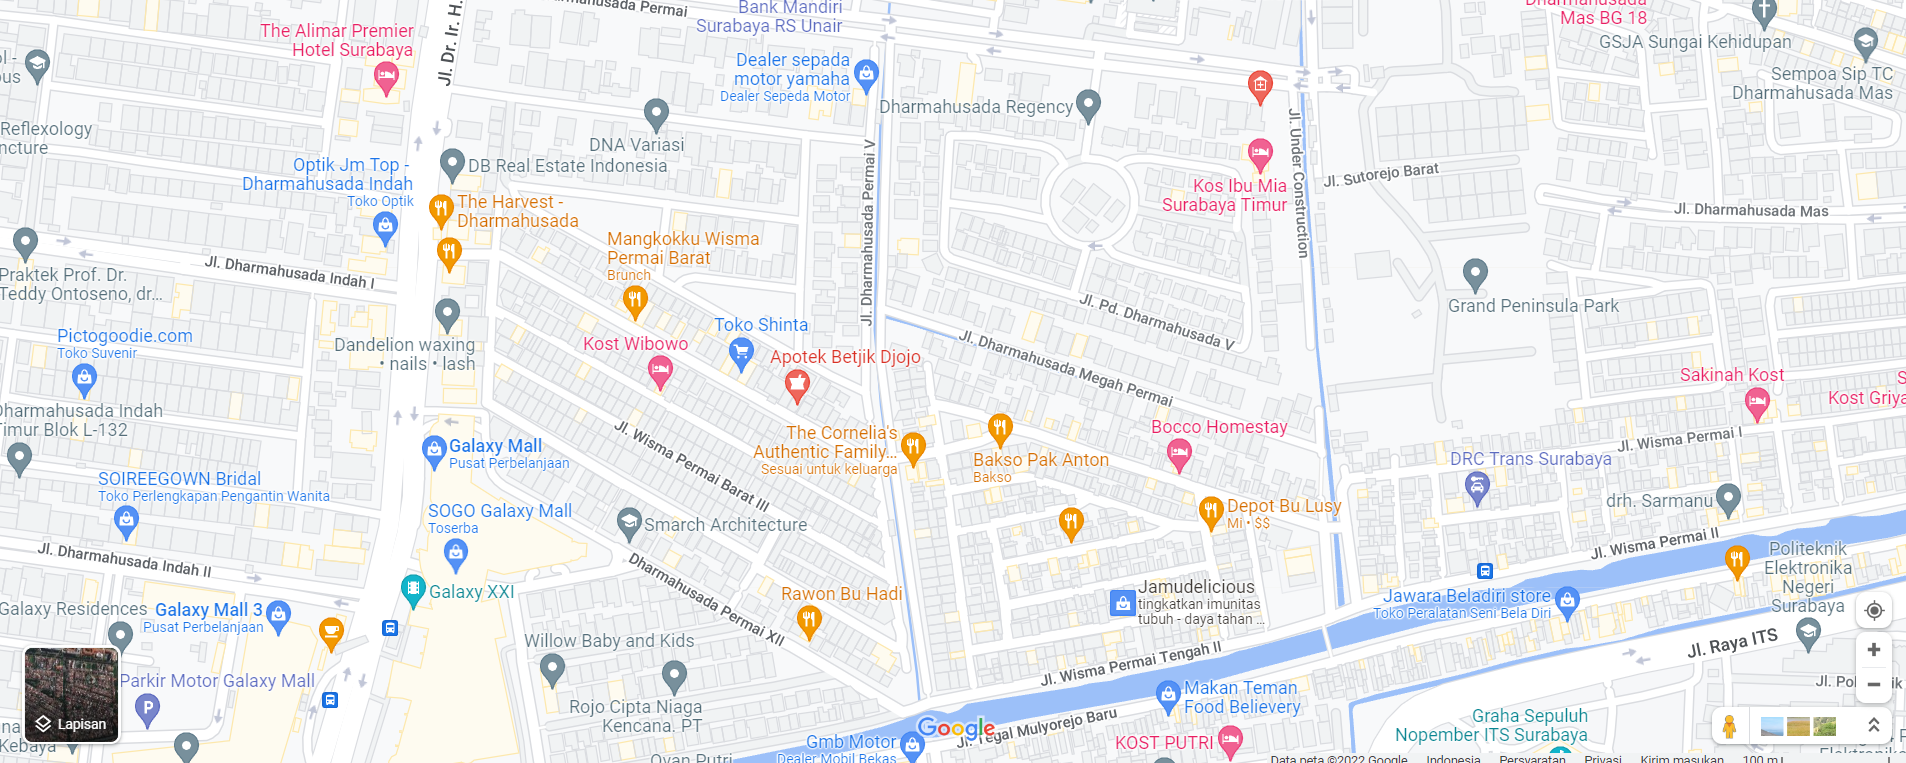 Dharmahusada Permai
Bank Mandiri
Surabaya RS Unair
Dharmahusada
Mas BG 18
The Alimar Premier
Hotel Surabaya
Jl. Dr. Ir. H.
GSJA Sungai Kehidupan
Dealer sepada
motor yamaha
Dealer Sepeda Motor
Sempoa Sip TC
Dharmahusada Mas
Dharmahusada Regency
Reflexology
DNA Variasi
DB Real Estate Indonesia
Jl. Under Construction
Jl. Sutorejo Barat
Optik Jm Top -
Dharmahusada Indah
Toko Optik
Kos Ibu Mia
Surabaya Timur
The Harvest -
Dharmahusada
Jl. Dharmahusada Mas
Jl. Dharmahusada Permai V
Mangkokku Wisma
Permai Barat
Brunch
Jl. Dharmahusada Indah I
Praktek Prof. Dr.
Teddy Ontoseno, dr...
Grand Peninsula Park
Jl. Pd. Dharmahusada V
Pictogoodie.com
Toko Suvenir
Dandelion waxing
• nails • lash
Toko Shinta
Kost Wibowo
Apotek Betjik Djojo
Jl. Dharmahusada Megah Permai
Sakinah Kost
Kost Griya
Dharmahusada Indah
Timur Blok L-132
Galaxy Mall
Pusat Perbelanjaan
Jl. Wisma Permai Barat III
The Cornelia's
Authentic Family...
Sesuai untuk keluarga
Bocco Homestay
Bakso Pak Anton
Bakso
Jl. Wisma Permai I
DRC Trans Surabaya
SOIREEGOWN Bridal
Toko Perlengkapan Pengantin Wanita
drh. Sarmanu
SOGO Galaxy Mall
Toserba
Smarch Architecture
Depot Bu Lusy
Mi • $$
Jl. Dharmahusada Indah II
Jl. Wisma Permai II
Politeknik
Elektronika
Negeri
Surabaya
Dharmahusada Permai XII
Galaxy XXI
Rawon Bu Hadi
Jamudelicious
tingkatkan imunitas
tubuh - daya tahan ...
Jawara Beladiri store
Toko Peralatan Seni Bela Diri
Galaxy Residences
Galaxy Mall 3
Pusat Perbelanjaan
Willow Baby and Kids
Jl. Raya ITS
Jl. Wisma Permai Tengah II
Parkir Motor Galaxy Mall
P
Makan Teman
Food Believery
Rojo Cipta Niaga
Kencana. PT
Lapisan
Google
Jl. Tegal Mulyorejo Baru
Graha Sepuluh
Nopember ITS Surabaya
Gmb Motor
Dealer Mobil Bekas
KOST PUTRI
Kebaya
Data peta ©2022 Google
Indonesia
Persyaratan
Privasi
Kirim masukan
100 m